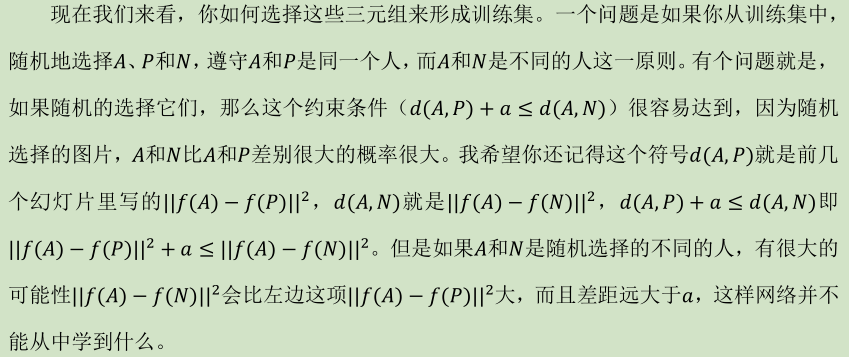 现在我们来看，你如何选择这些三元组来形成训练集。一个问题是如果你从训练集中，
随机地选择A、P和N，遵守A和P是同一个人，而A和N是不同的人这一原则。有个问题就是，
如果随机的选择它们，那么这个约束条件（d(A, P) + a ≤ d(A, N)）很容易达到，因为随机
选择的图片，A和N比A和P差别很大的概率很大。我希望你还记得这个符号d(A, P)就是前几
个幻灯片里写的||f(A) − f(P)||²，d(A, N)就是||f(A) − f(N)||²，d(A, P) + a ≤ d(A, N)即
||f(A) − f(P)||² + a ≤ ||f(A) − f(N)||²。但是如果A和N是随机选择的不同的人，有很大的
可能性||f(A) − f(N)||²会比左边这项||f(A) − f(P)||²大，而且差距远大于a，这样网络并不
能从中学到什么。